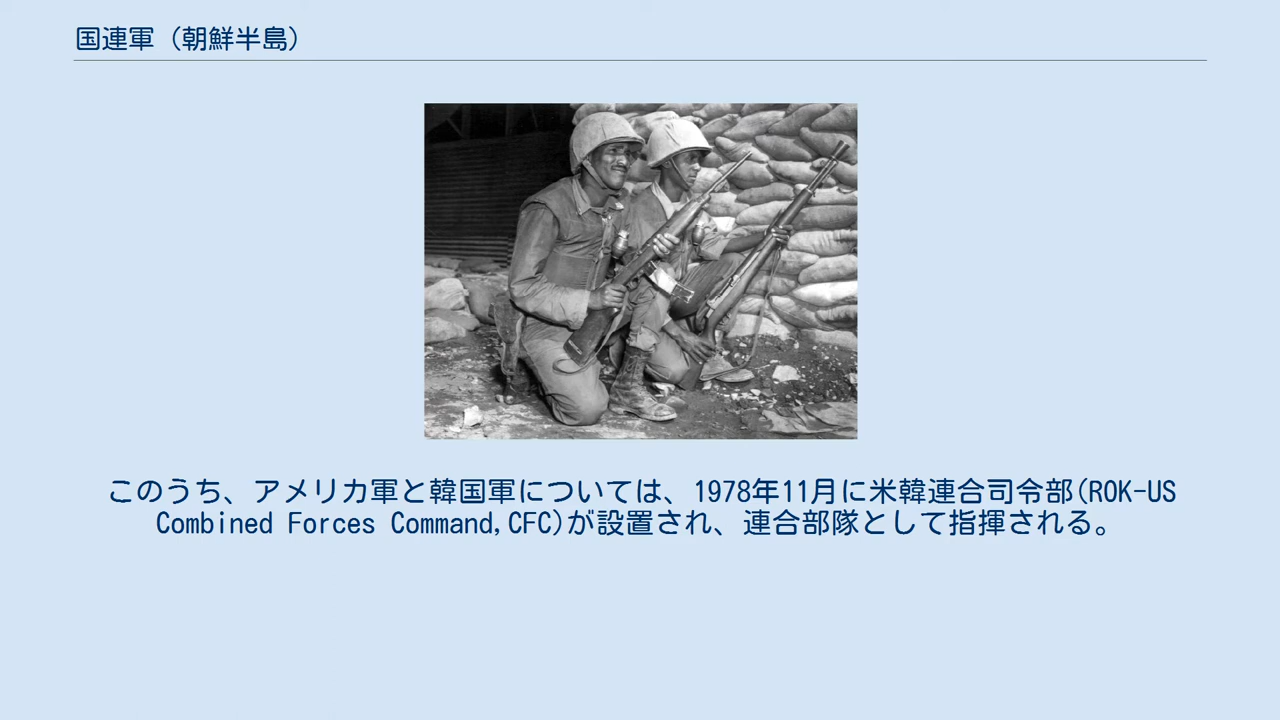 国連軍（朝鮮半島）
このうち、アメリカ軍と韓国軍については、1978年11月に米韓連合司令部(ROK-US
Combined Forces Command,CFC)が設置され、連合部隊として指揮される。